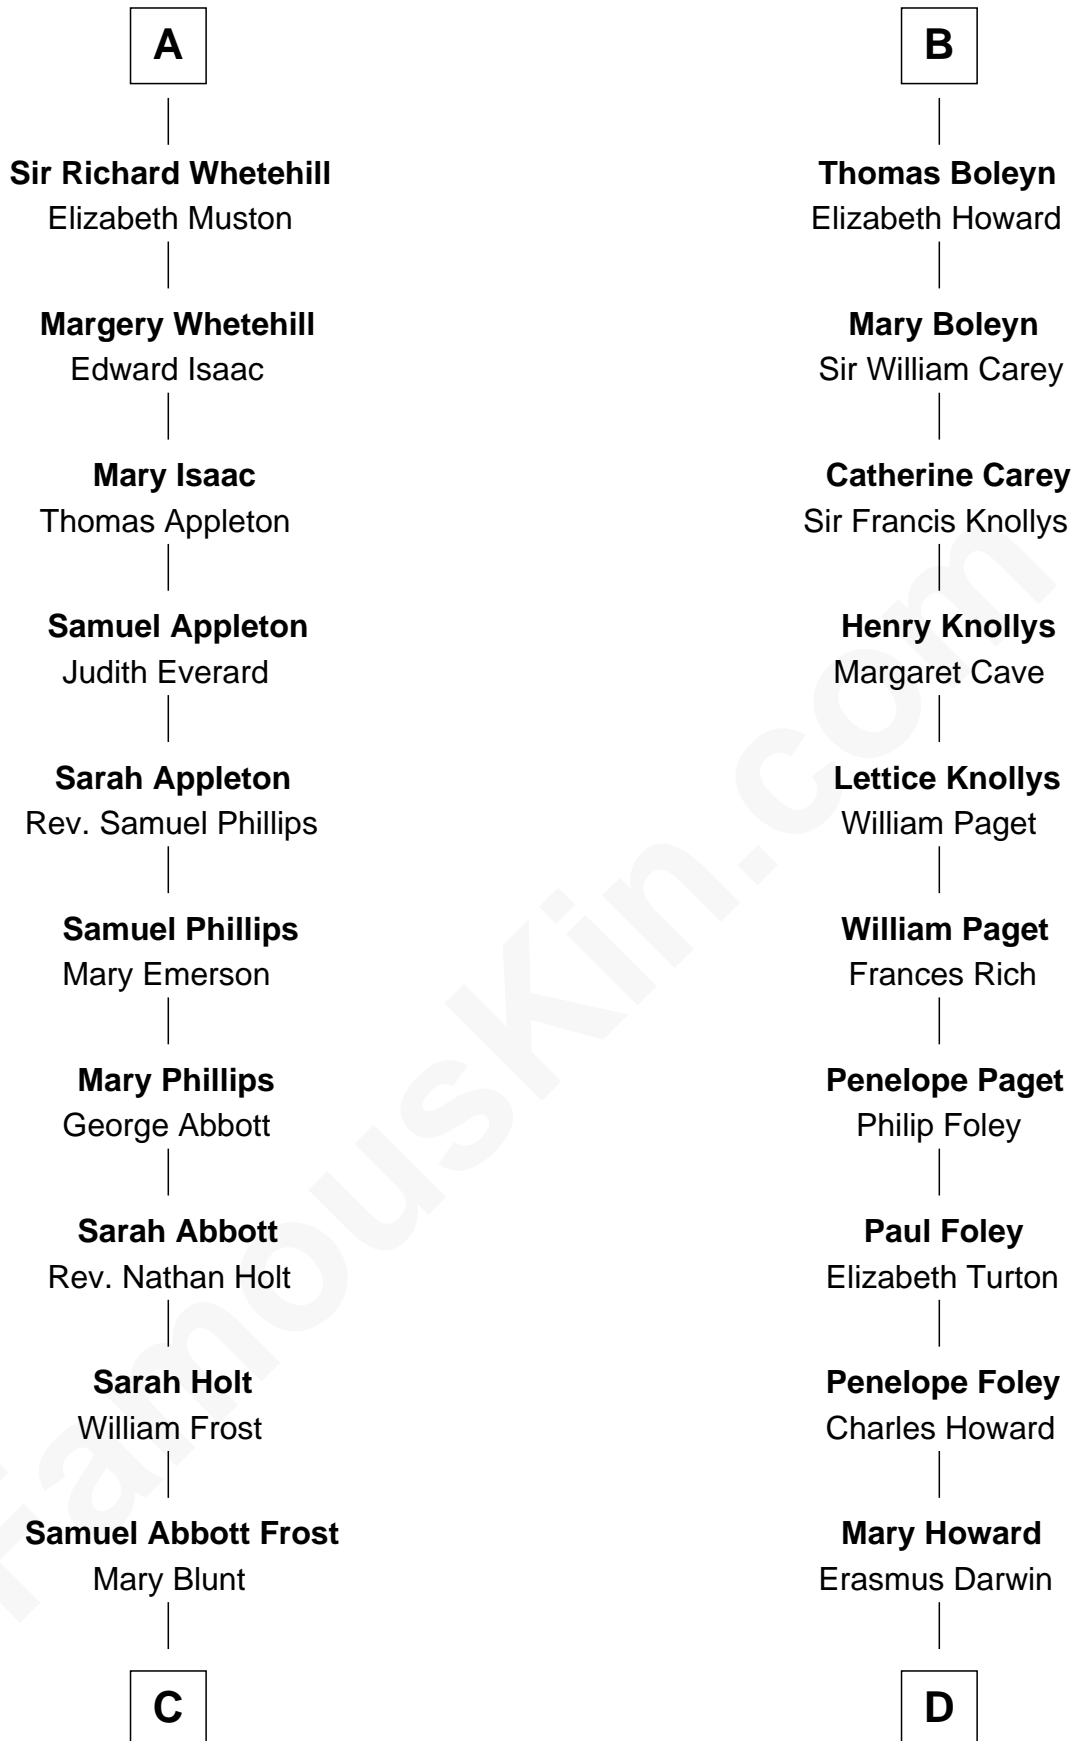 A
Sir Richard Whetehill
Elizabeth Muston
Margery Whetehill
Edward Isaac
Mary Isaac
Thomas Appleton
Samuel Appleton
Judith Everard
Sarah Appleton
Rev. Samuel Phillips
Samuel Phillips
Mary Emerson
Mary Phillips
George Abbott
Sarah Abbott
Rev. Nathan Holt
Sarah Holt
William Frost
Samuel Abbott Frost
Mary Blunt
C
B
Thomas Boleyn
Elizabeth Howard
Mary Boleyn
Sir William Carey
Catherine Carey
Sir Francis Knollys
Henry Knollys
Margaret Cave
Lettice Knollys
William Paget
William Paget
Frances Rich
Penelope Paget
Philip Foley
Paul Foley
Elizabeth Turton
Penelope Foley
Charles Howard
Mary Howard
Erasmus Darwin
D
FamousKin.com